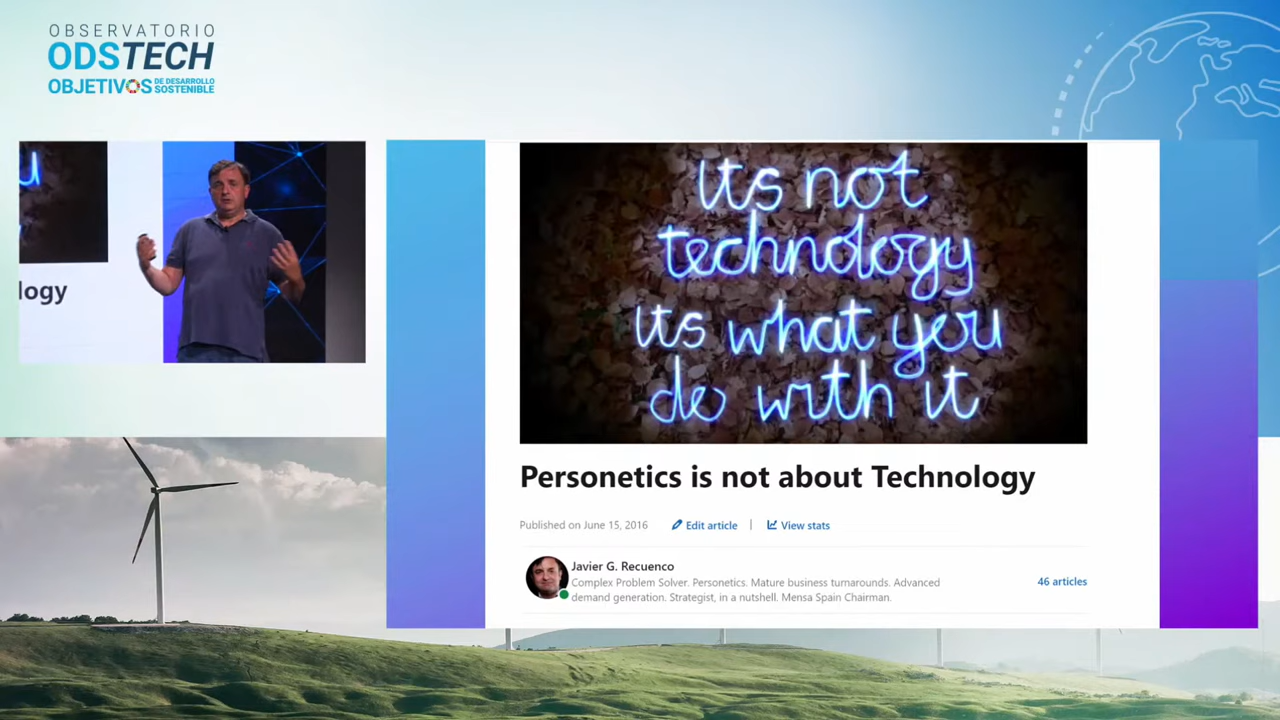 OBSERVATORIO
ODSTECH
OBJETIVOS DE DESARROLLO
SOSTENIBLE
logy
its not
technology
its what you
do with it
Personetics is not about Technology
Published on June 15, 2016 Edit article | View stats
Javier G. Recuenco
Complex Problem Solver. Personetics. Mature business turnarounds. Advanced
demand generation. Strategist, in a nutshell. Mensa Spain Chairman.
46 articles